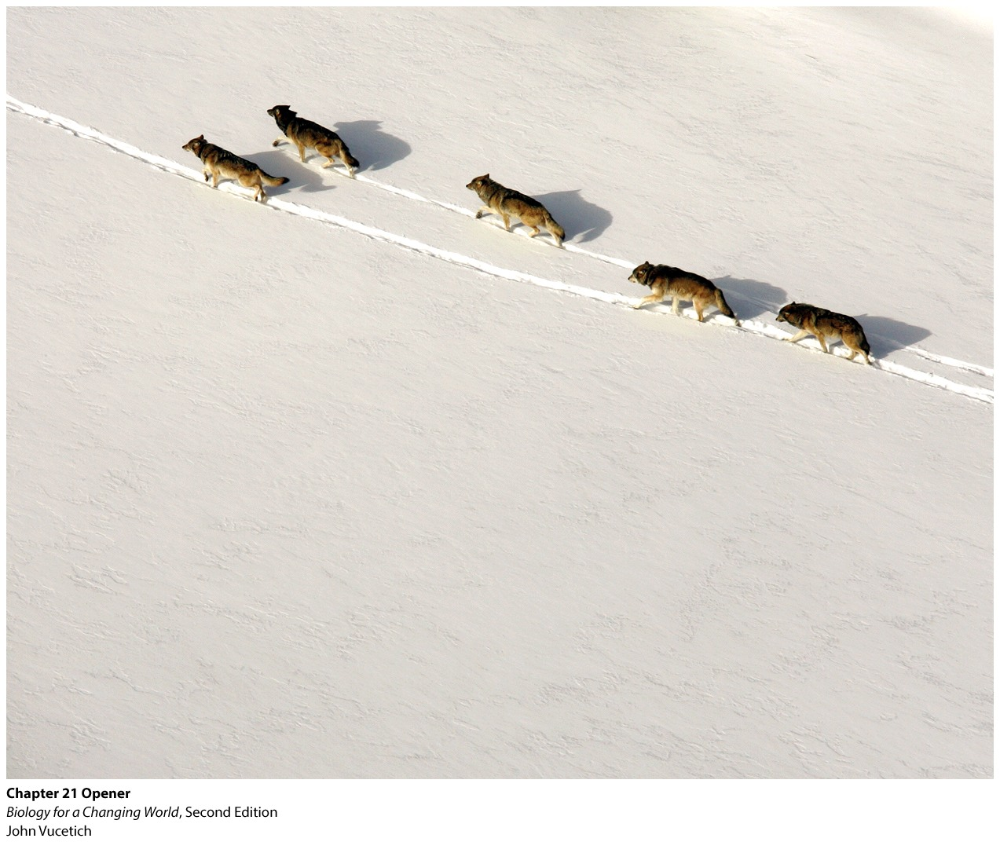 Chapter 21 Opener
Biology for a Changing World, Second Edition
John Vucetich